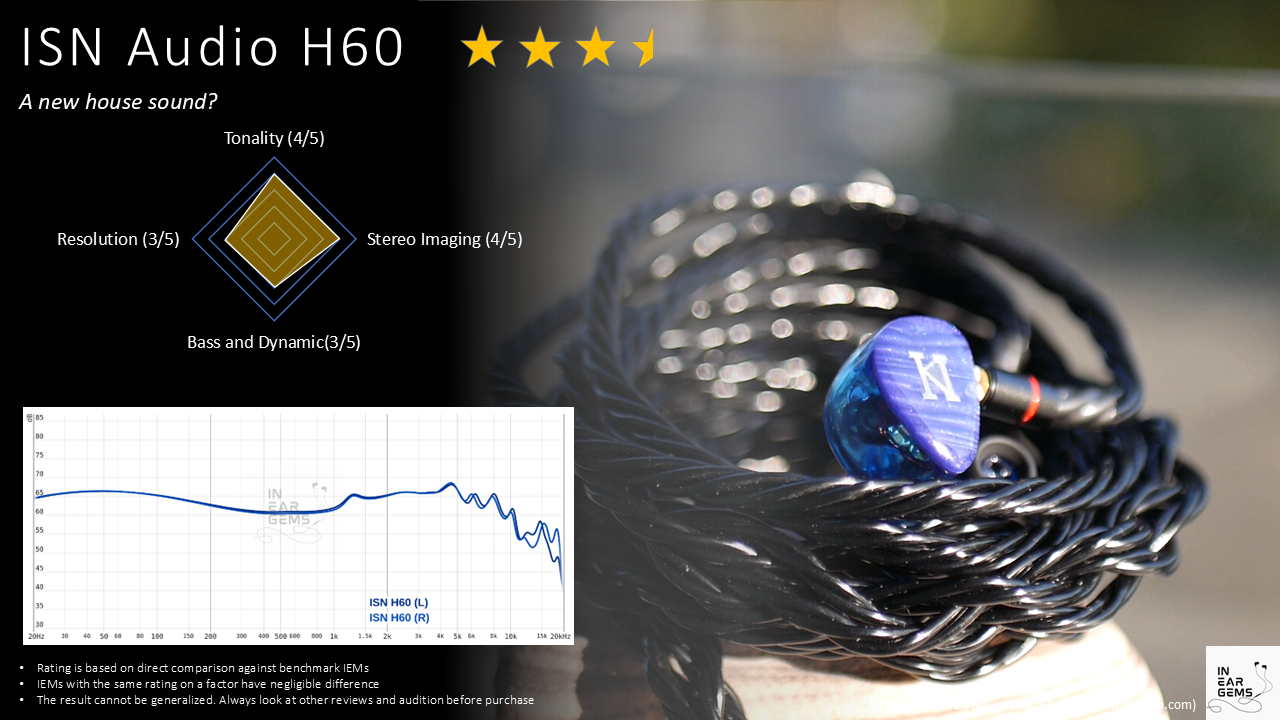 ISN Audio H60
A new house sound?
Tonality (4/5)
Resolution (3/5)
Stereo Imaging (4/5)
Bass and Dynamic(3/5)
dB
85
80
75
70
65
60
55
50
45
40
35
30
IN
EAR
GEMS
ISN H60 (L)
ISN H60 (R)
20Hz 30 40 50 60 80 100 150 200 300 400 500 600 800 1k 1.5k 2k 3k 4k 5k 6k 8k 10k 15k 20kHz
• Rating is based on direct comparison against benchmark IEMs
• IEMs with the same rating on a factor have negligible difference
• The result cannot be generalized. Always look at other reviews and audition before purchase
.com)
IN
EAR
GEMS